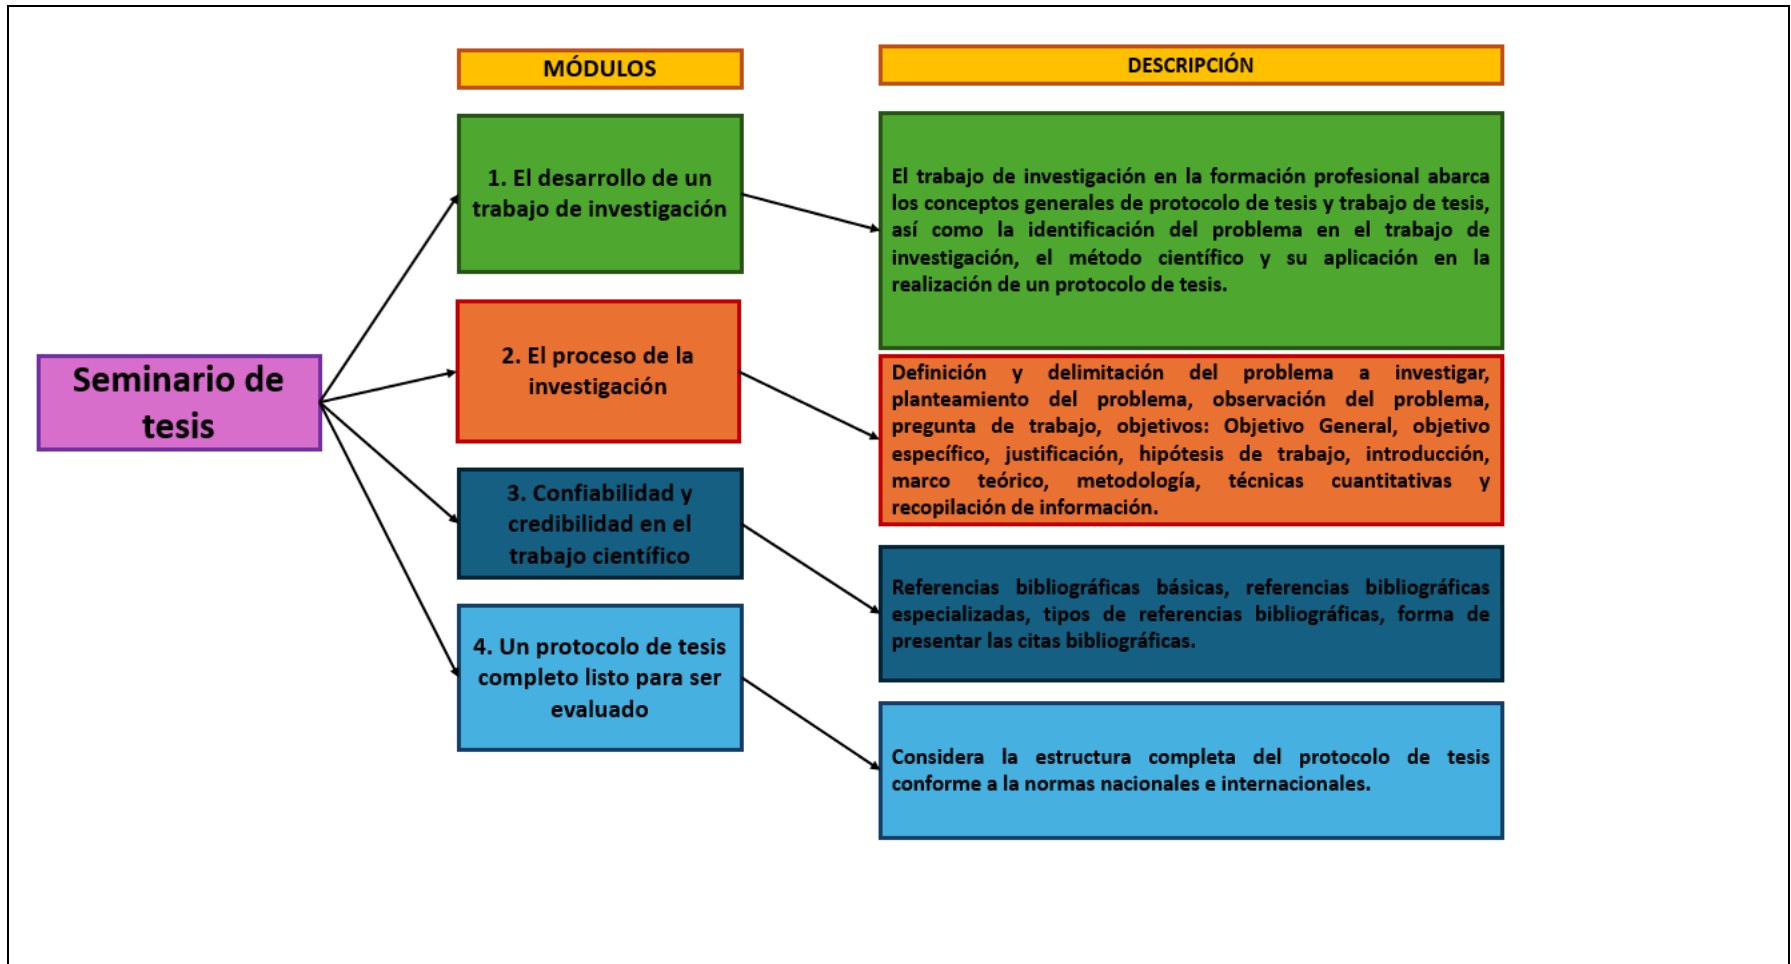 MÓDULOS
DESCRIPCIÓN
Seminario de
tesis
1. El desarrollo de un
trabajo de investigación
El trabajo de investigación en la formación profesional abarca
los conceptos generales de protocolo de tesis y trabajo de tesis,
así como la identificación del problema en el trabajo de
investigación, el método científico y su aplicación en la
realización de un protocolo de tesis.
2. El proceso de la
investigación
Definición y delimitación del problema a investigar,
planteamiento del problema, observación del problema,
pregunta de trabajo, objetivos: Objetivo General, objetivo
específico, justificación, hipótesis de trabajo, introducción,
marco teórico, metodología, técnicas cuantitativas y
recopilación de información.
3. Confiabilidad y
credibilidad en el
trabajo científico
Referencias bibliográficas básicas, referencias bibliográficas
especializadas, tipos de referencias bibliográficas, forma de
presentar las citas bibliográficas.
4. Un protocolo de tesis
completo listo para ser
evaluado
Considera la estructura completa del protocolo de tesis
conforme a la normas nacionales e internacionales.